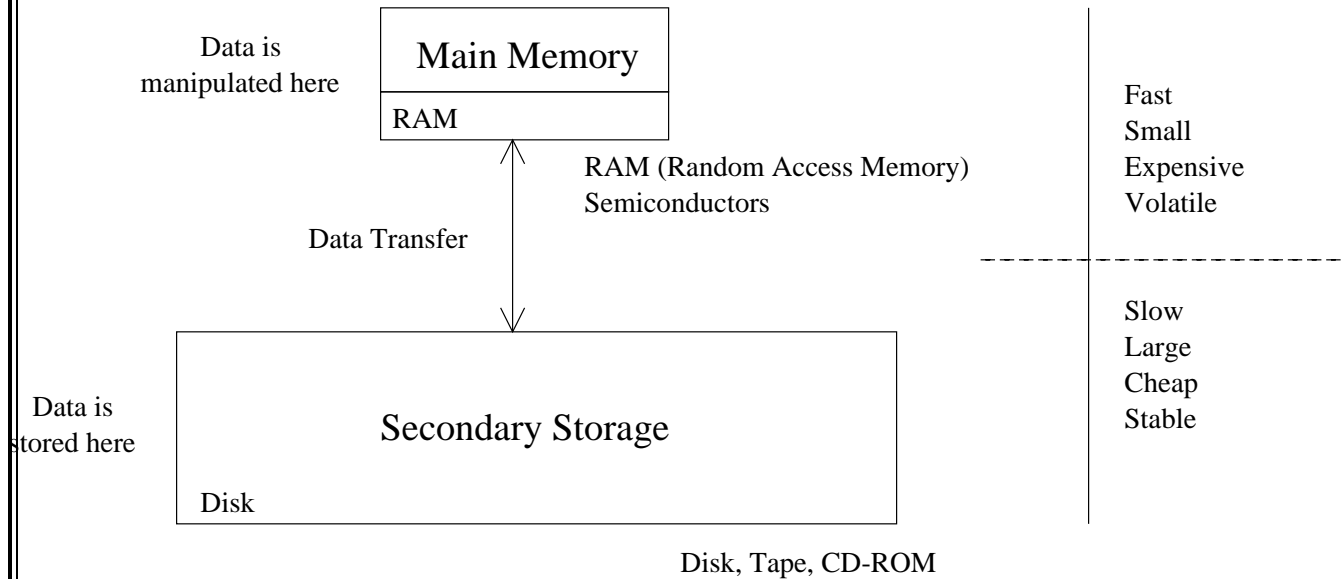 Data is
manipulated here
Main Memory
RAM
RAM (Random Access Memory)
Semiconductors
Fast
Small
Expensive
Volatile
Data Transfer
Slow
Large
Cheap
Stable
Data is
stored here
Secondary Storage
Disk
Disk, Tape, CD-ROM